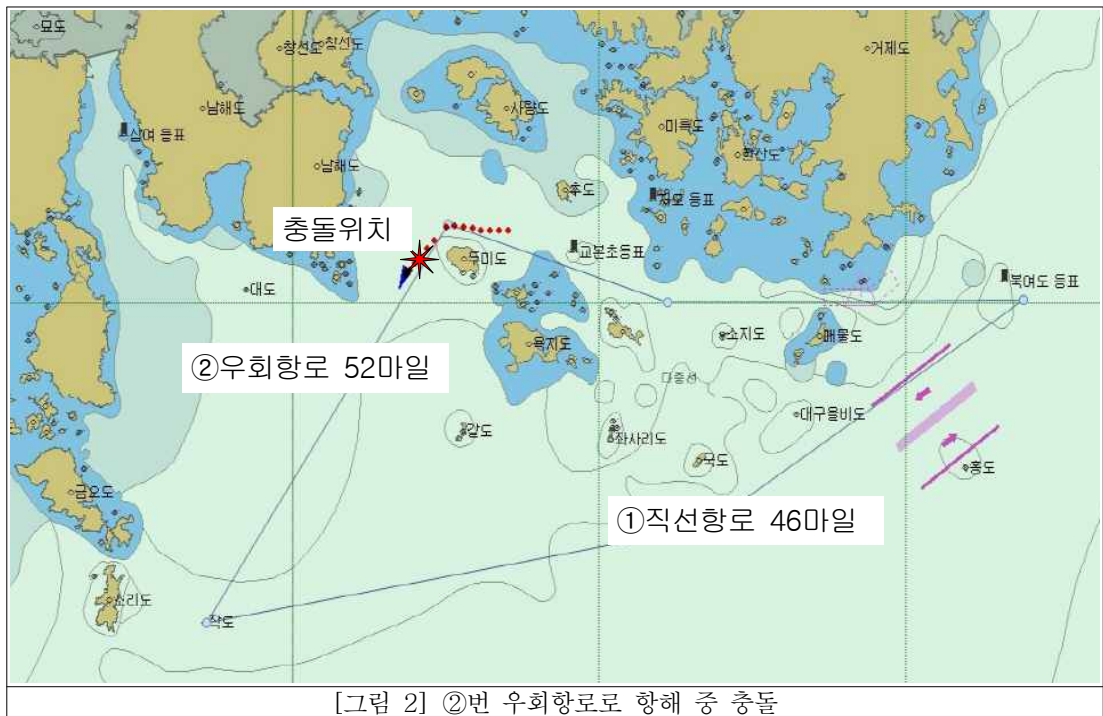 묘도
창선도
창선도
거제도
남해도
사량도
삼여 등표
미륵도
한산도
남해도
추도
등표
충돌위치
교본초등표
두미도
북여도 등표
대도
소지도
매물도
욕지도
②우회항로 52마일
대구을비도
갈도
좌사리도
국도
홍도
금오도
①직선항로 46마일
소리도
작도
[그림 2] ②번 우회항로로 항해 중 충돌